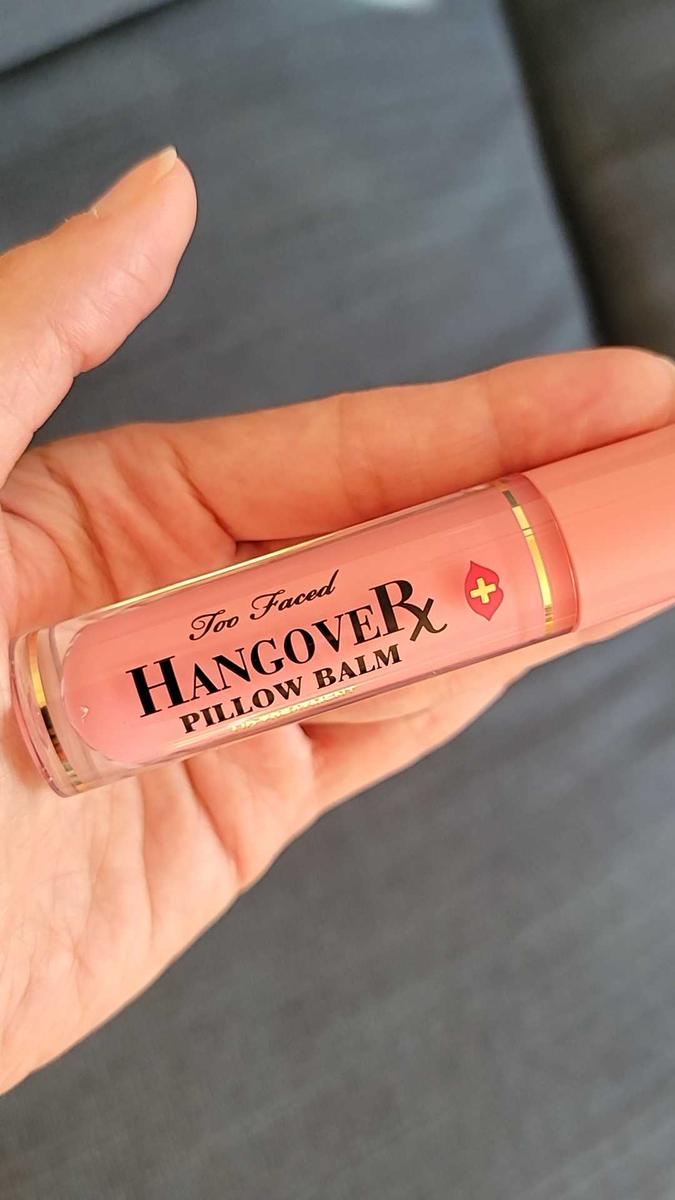 Too Faced
HANGOVERx
PILLOW BALM